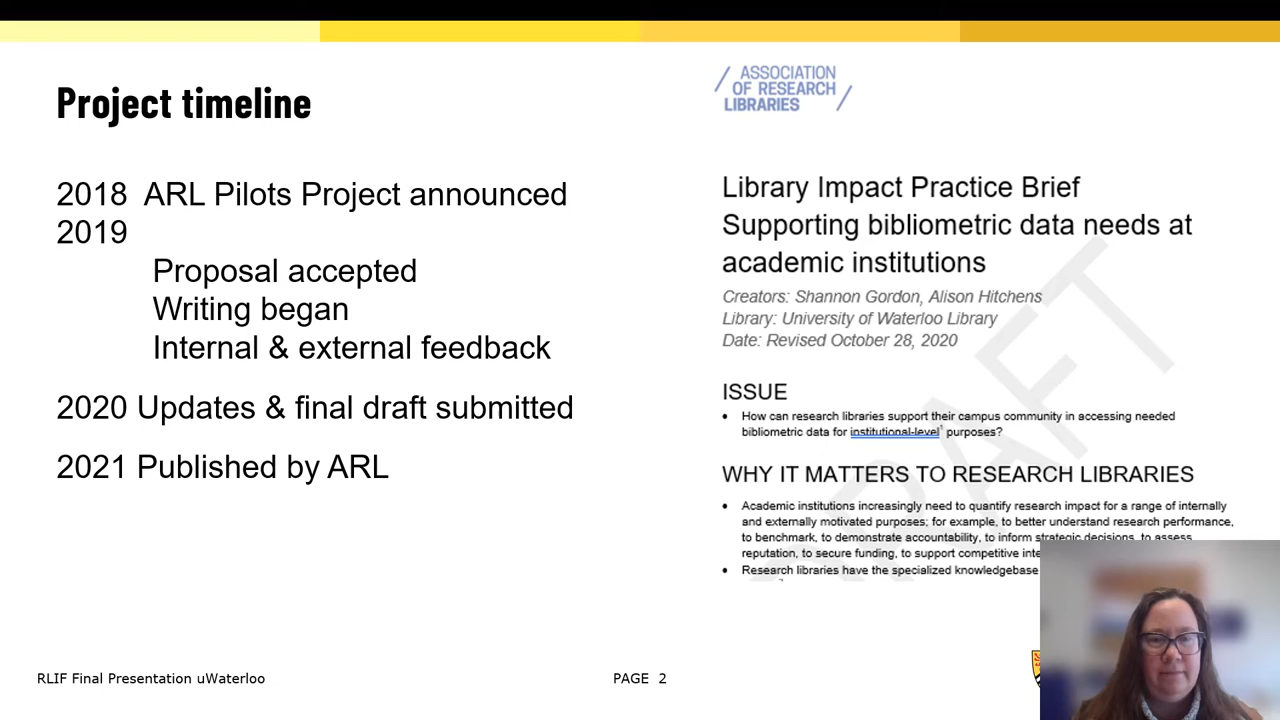 Project timeline
2018 ARL Pilots Project announced
2019
Proposal accepted
Writing began
Internal & external feedback
2020 Updates & final draft submitted
2021 Published by ARL
ASSOCIATION
OF RESEARCH
LIBRARIES
Library Impact Practice Brief
Supporting bibliometric data needs at
academic institutions
Creators: Shannon Gordon, Alison Hitchens
Library: University of Waterloo Library
Date: Revised October 28, 2020
ISSUE
• How can research libraries support their campus community in accessing needed
bibliometric data for institutional-level¹ purposes?
WHY IT MATTERS TO RESEARCH LIBRARIES
• Academic institutions increasingly need to quantify research impact for a range of internally
and externally motivated purposes; for example, to better understand research performance,
to benchmark, to demonstrate accountability, to inform strategic decisions, to assess
reputation, to secure funding, to support competitive inte
• Research libraries have the specialized knowledgebase
DRAFT
RLIF Final Presentation uWaterloo
PAGE 2